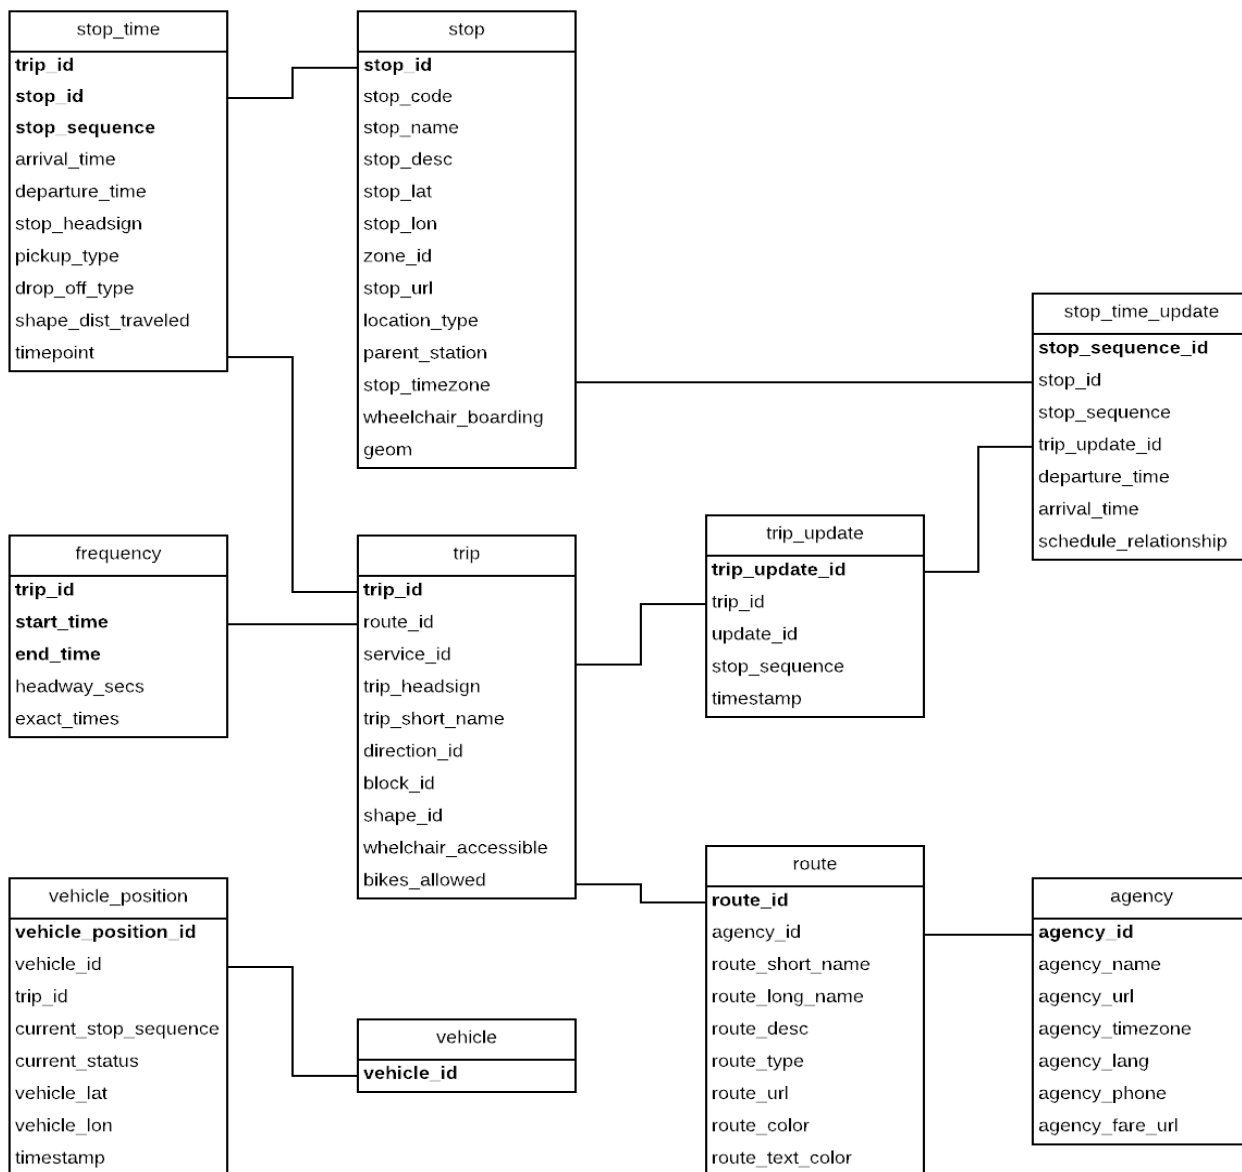 stop_time
trip_id
stop_id
stop_sequence
arrival_time
departure_time
stop_headsign
pickup_type
drop_off_type
shape_dist_traveled
timepoint
stop
stop_id
stop_code
stop_name
stop_desc
stop_lat
stop_lon
zone_id
stop_url
location_type
parent_station
stop_timezone
wheelchair_boarding
geom
stop_time_update
stop_sequence_id
stop_id
stop_sequence
trip_update_id
departure_time
arrival_time
schedule_relationship
frequency
trip_id
start_time
end_time
headway_secs
exact_times
trip
trip_id
route_id
service_id
trip_headsign
trip_short_name
direction_id
block_id
shape_id
whelchair_accessible
bikes_allowed
trip_update
trip_update_id
trip_id
update_id
stop_sequence
timestamp
vehicle_position
vehicle_position_id
vehicle_id
trip_id
current_stop_sequence
current_status
vehicle_lat
vehicle_lon
timestamp
vehicle
vehicle_id
route
route_id
agency_id
route_short_name
route_long_name
route_desc
route_type
route_url
route_color
route_text_color
agency
agency_id
agency_name
agency_url
agency_timezone
agency_lang
agency_phone
agency_fare_url